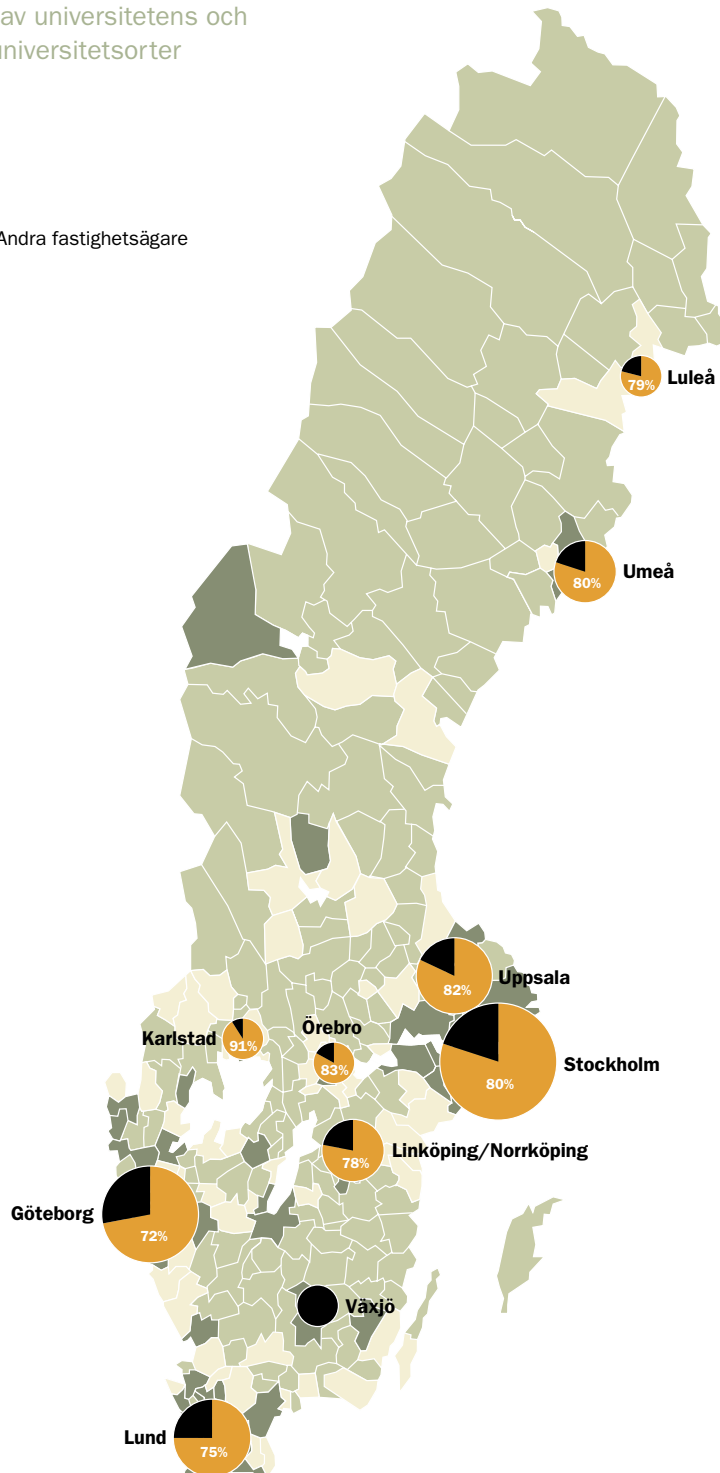 av universitetens och
universitetsorter
Andra fastighetsägare
79%
Luleå
80%
Umeå
82%
Uppsala
Karlstad
91%
Örebro
83%
80%
Stockholm
78%
Linköping/Norrköping
Göteborg
72%
Växjö
Lund
75%